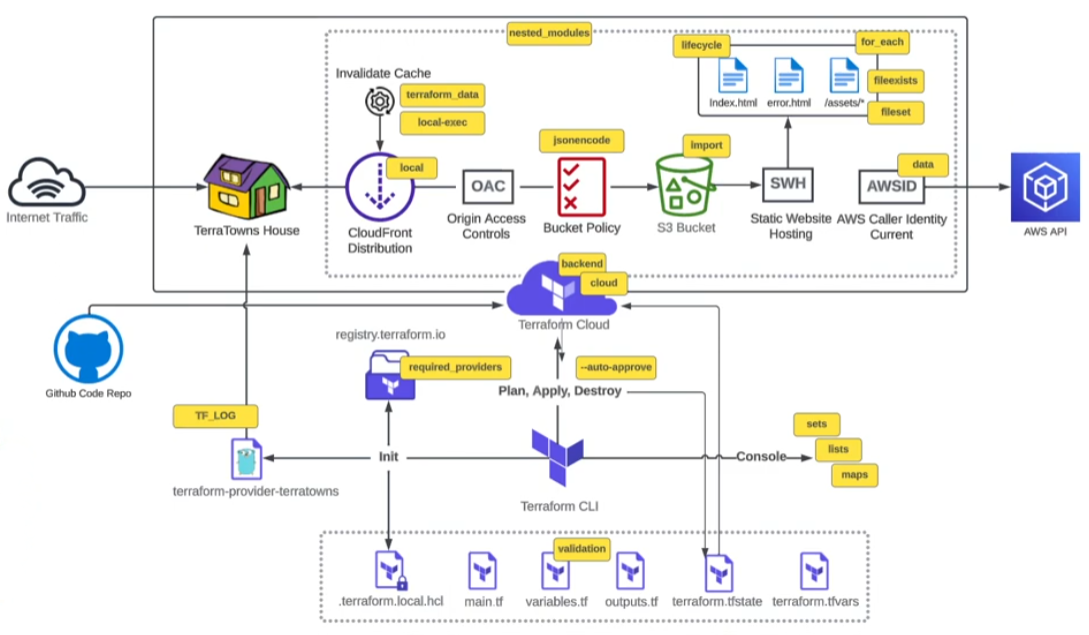 nested_modules
lifecycle
for_each
Invalidate Cache
terraform_data
local-exec
Index.html
error.html
/assets/*
fileexists
fileset
jsonencode
import
local
data
OAC
SWH
AWSID
Internet Traffic
TerraTowns House
CloudFront
Distribution
Origin Access
Controls
Bucket Policy
S3 Bucket
Static Website
Hosting
AWS Caller Identity
Current
AWS API
backend
cloud
Terraform Cloud
registry.terraform.io
required_providers
--auto-approve
Plan, Apply, Destroy
Github Code Repo
TF_LOG
Init
Console
sets
lists
maps
terraform-provider-terratowns
Terraform CLI
validation
.terraform.local.hcl
main.tf
variables.tf
outputs.tf
terraform.tfstate
terraform.tfvars